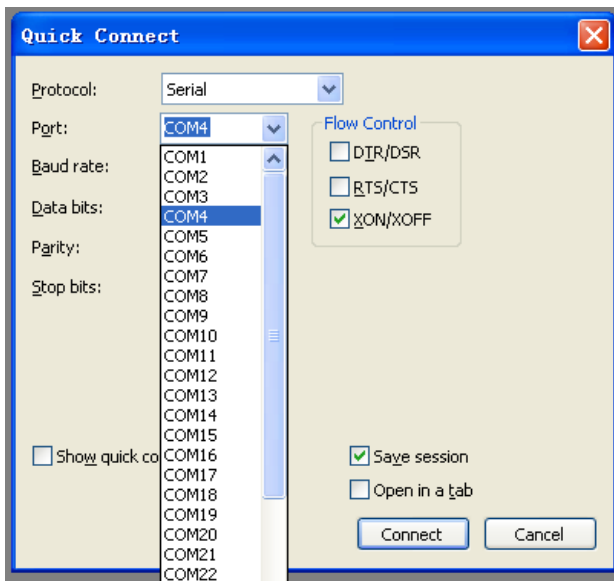 Quick Connect
Protocol:
Serial
Port:
COM4
Flow Control
DTR/DSR
RTS/CTS
XON/XOFF
Baud rate:
Data bits:
Parity:
Stop bits:
COM1
COM2
COM3
COM4
COM5
COM6
COM7
COM8
COM9
COM10
COM11
COM12
COM13
COM14
COM15
COM16
COM17
COM18
COM19
COM20
COM21
COM22
Show quick co
Save session
Open in a tab
Connect
Cancel